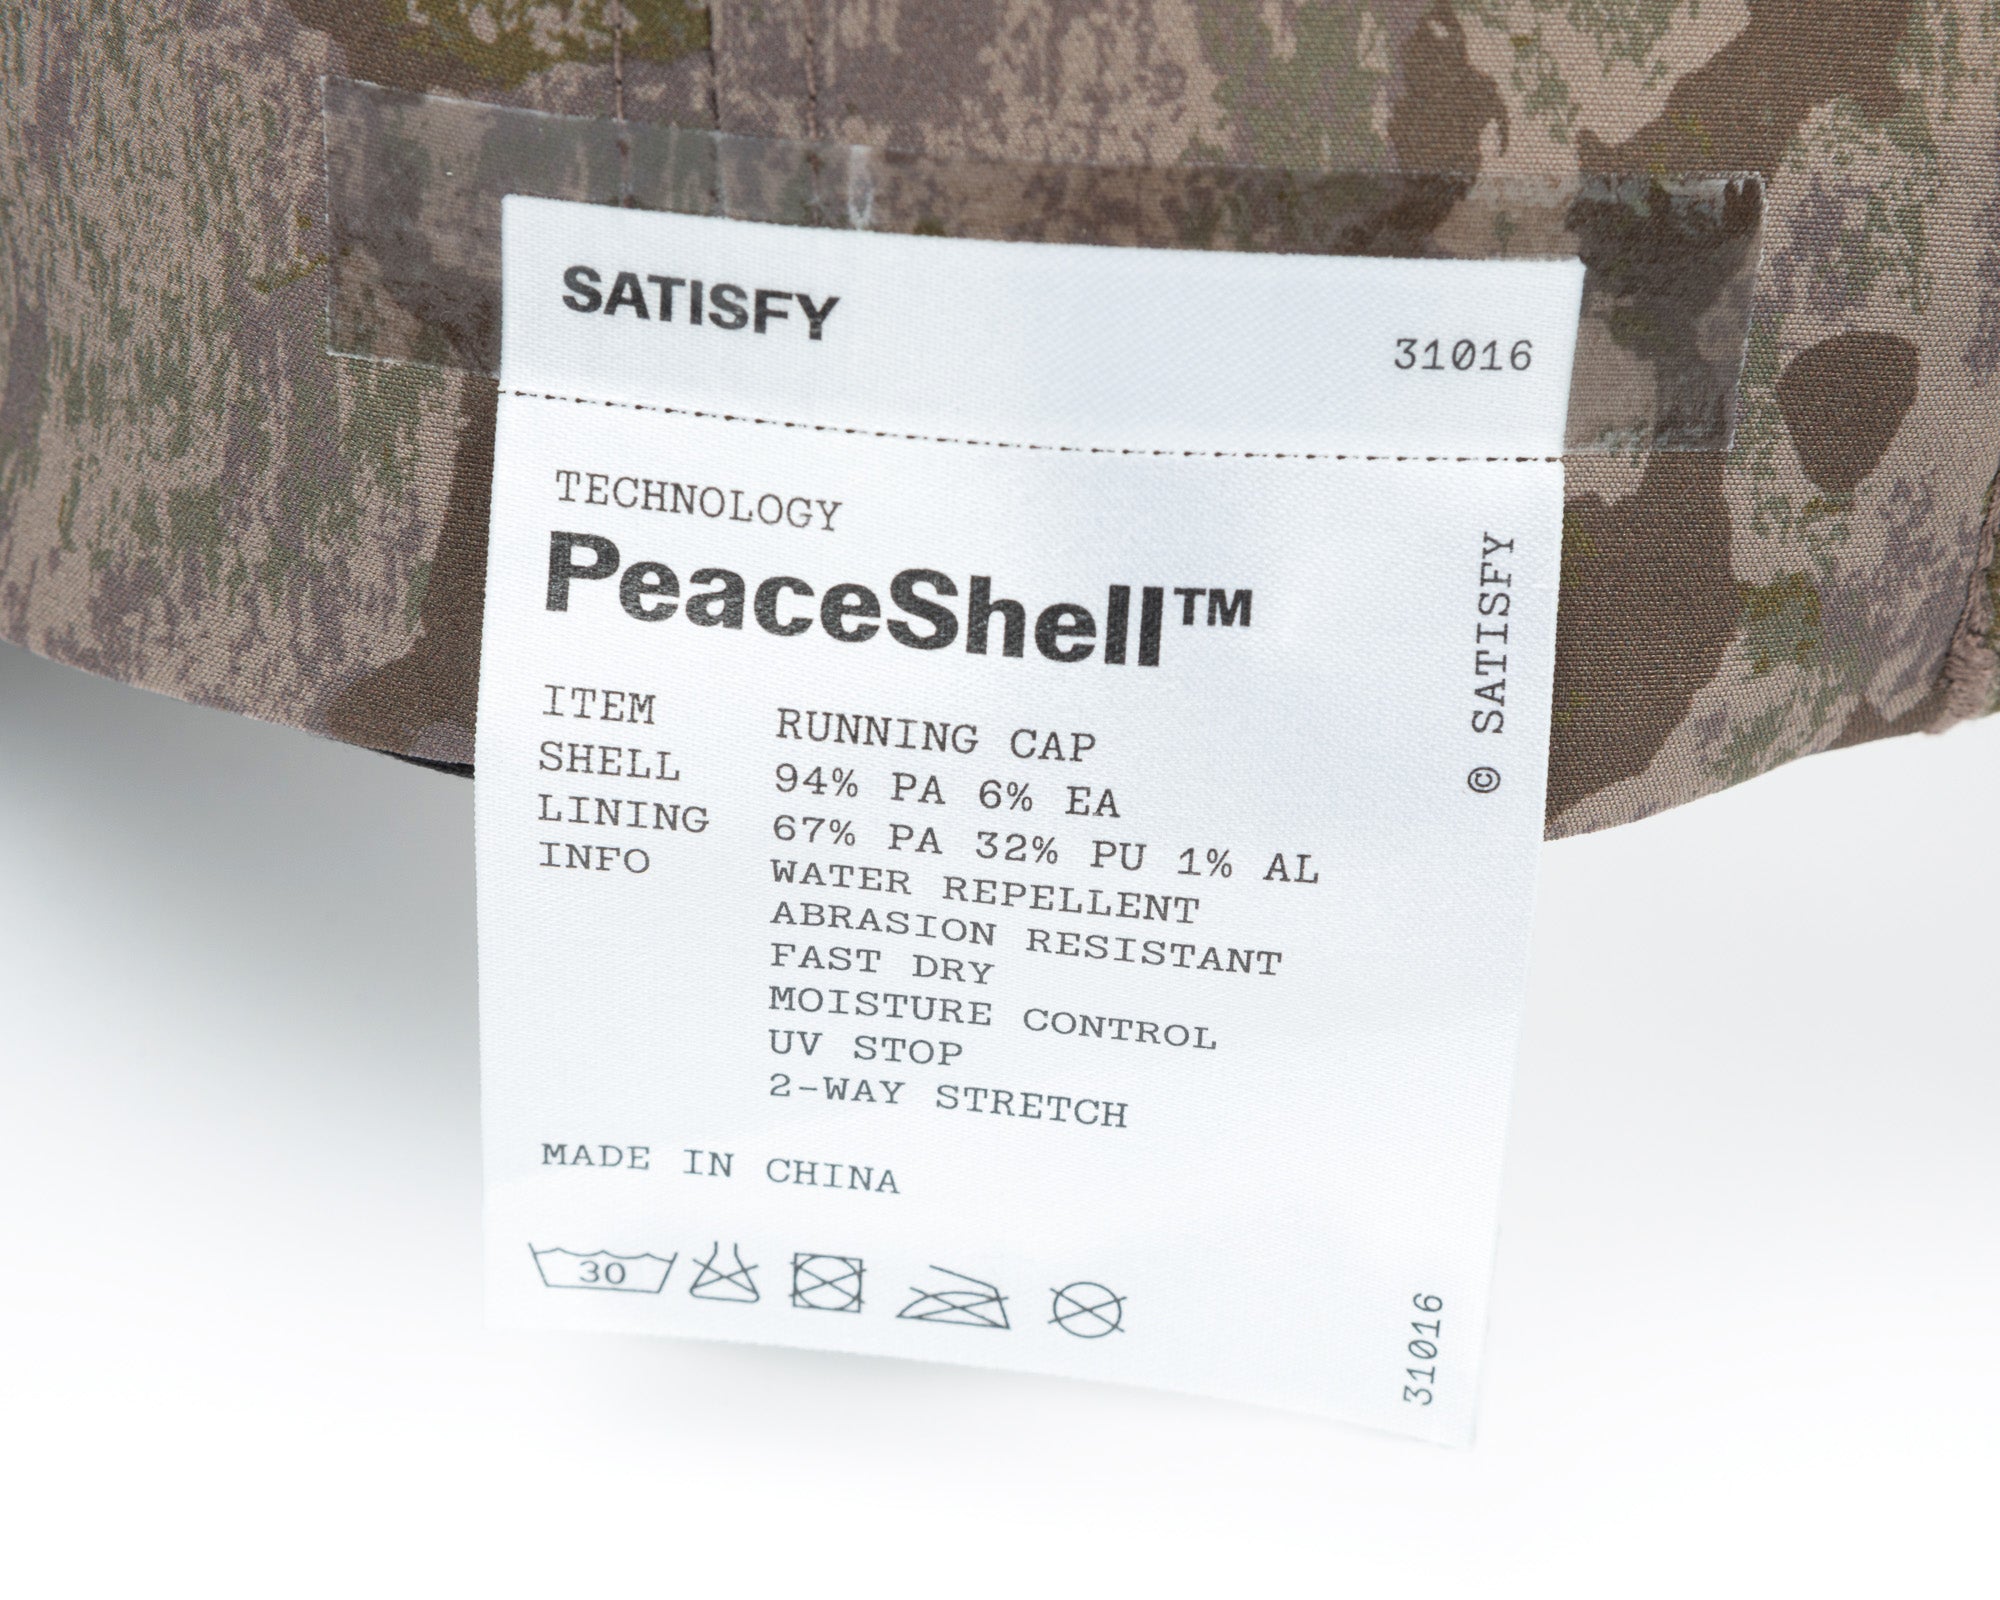 SATISFY
31016
TECHNOLOGY
PeaceShell™
ITEM RUNNING CAP
SHELL 94% PA 6% EA
LINING 67% PA 32% PU 1% AL
INFO WATER REPELLENT
ABRASION RESISTANT
FAST DRY
MOISTURE CONTROL
UV STOP
2-WAY STRETCH
MADE IN CHINA
30
© SATISFY
31016